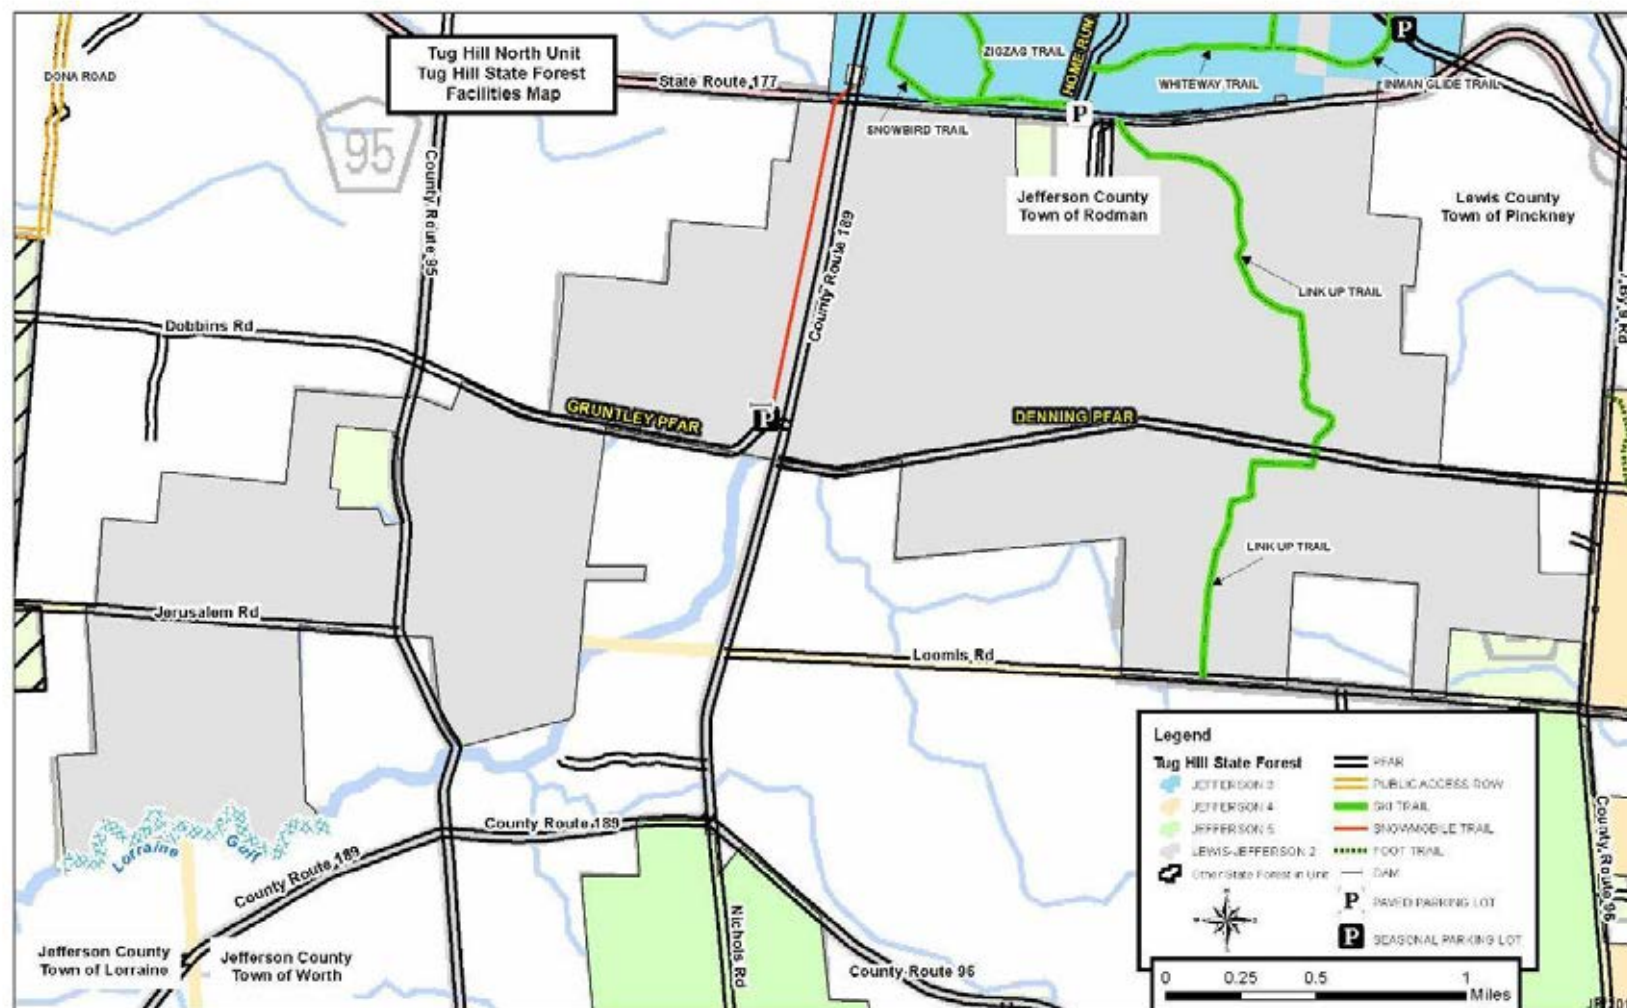 Tug Hill North Unit
Tug Hill State Forest
Facilities Map
DONA ROAD
95
State Route 177
ZIGZAG TRAIL
HOME RUN
P
WHITEWAY TRAIL
INMAN GLIDE TRAIL
SNOWBIRD TRAIL
P
County Route 95
County Route 189
Jefferson County
Town of Rodman
Lewis County
Town of Pinckney
LINK UP TRAIL
Dobbins Rd
GRUNTLEY PFAR
P
DENNING PFAR
LINK UP TRAIL
Jerusalem Rd
Loomis Rd
Lorraine Gulf
County Route 189
County Route 189
Nichols Rd
County Route 96
County Route 96
Jefferson County
Town of Lorraine
Jefferson County
Town of Worth
Legend
Tug Hill State Forest
JEFFERSON 3
JEFFERSON 4
JEFFERSON 5
LEWIS-JEFFERSON 2
Other State Forest in Unit
PFAR
PUBLIC ACCESS ROW
SKI TRAIL
SNOWMOBILE TRAIL
FOOT TRAIL
DAM
P PAVED PARKING LOT
P SEASONAL PARKING LOT
0 0.25 0.5 1
Miles